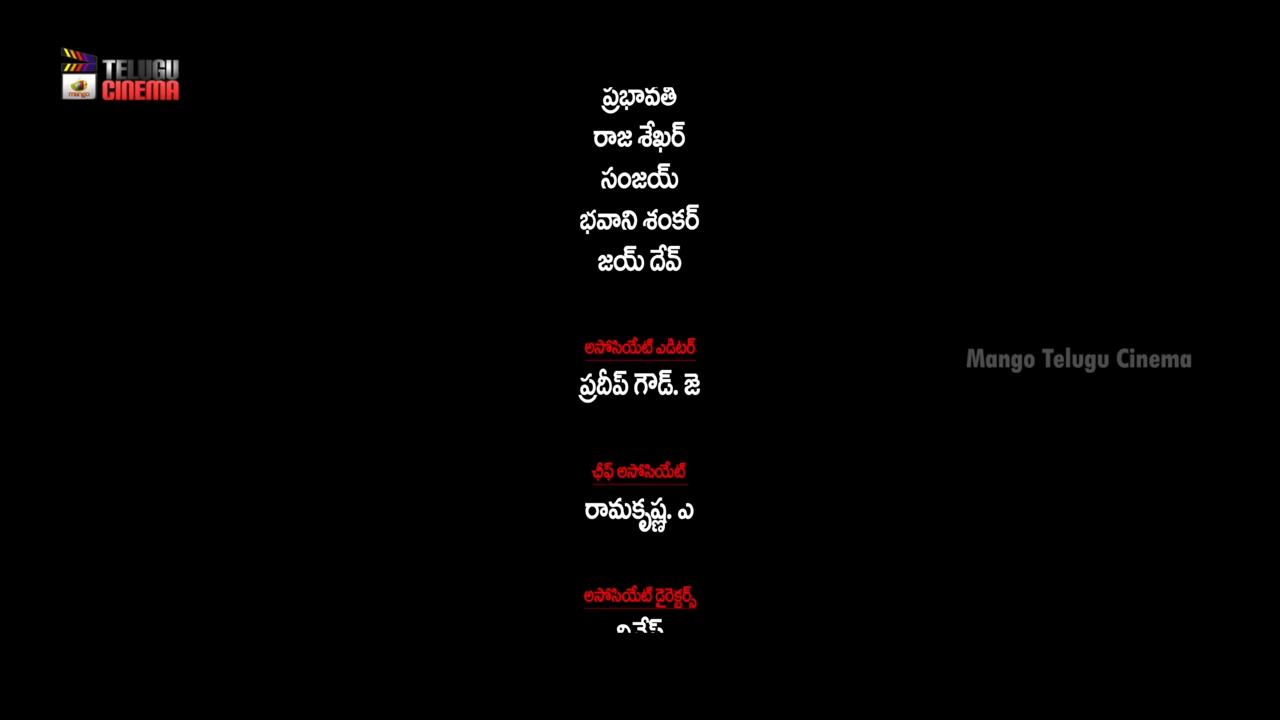 TELUGU
CINEMA
mango
ప్రభావతి
రాజ శేఖర్
సంజయ్
భవాని శంకర్
జయ్ దేవ్
అసోసియేట్ ఎడిటర్
Mango Telugu Cinema
ప్రదీప్ గౌడ్. జె
ఛీఫ్ అసోసియేట్
రామకృష్ణ. ఎ
అసోసియేట్ డైరెక్టర్స్